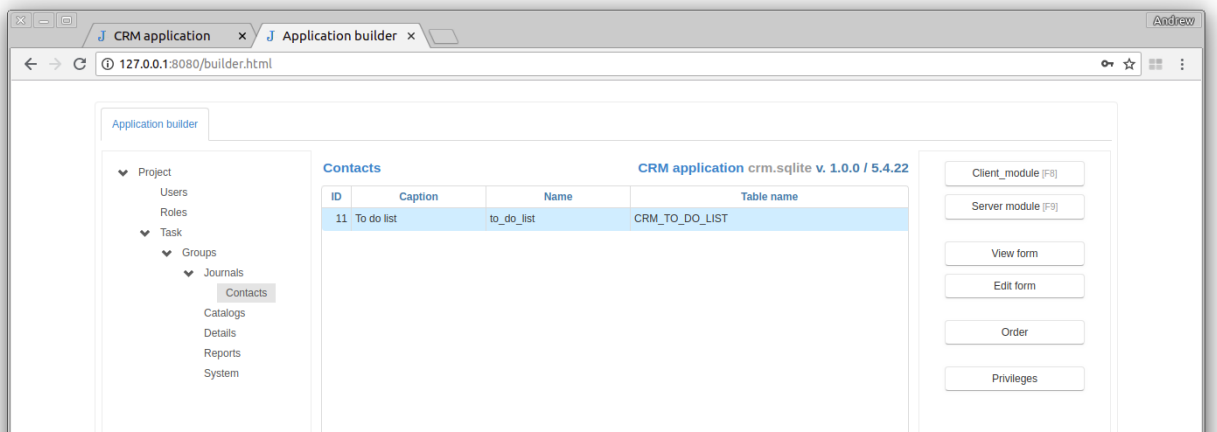 Andrew
J CRM application × J Application builder ×
127.0.0.1:8080/builder.html
Application builder
Project
Users
Roles
Task
Groups
Journals
Contacts
Catalogs
Details
Reports
System
Contacts CRM application crm.sqlite v. 1.0.0 / 5.4.22
ID Caption Name Table name
11 To do list to_do_list CRM_TO_DO_LIST
Client_module [F8]
Server module [F9]
View form
Edit form
Order
Privileges